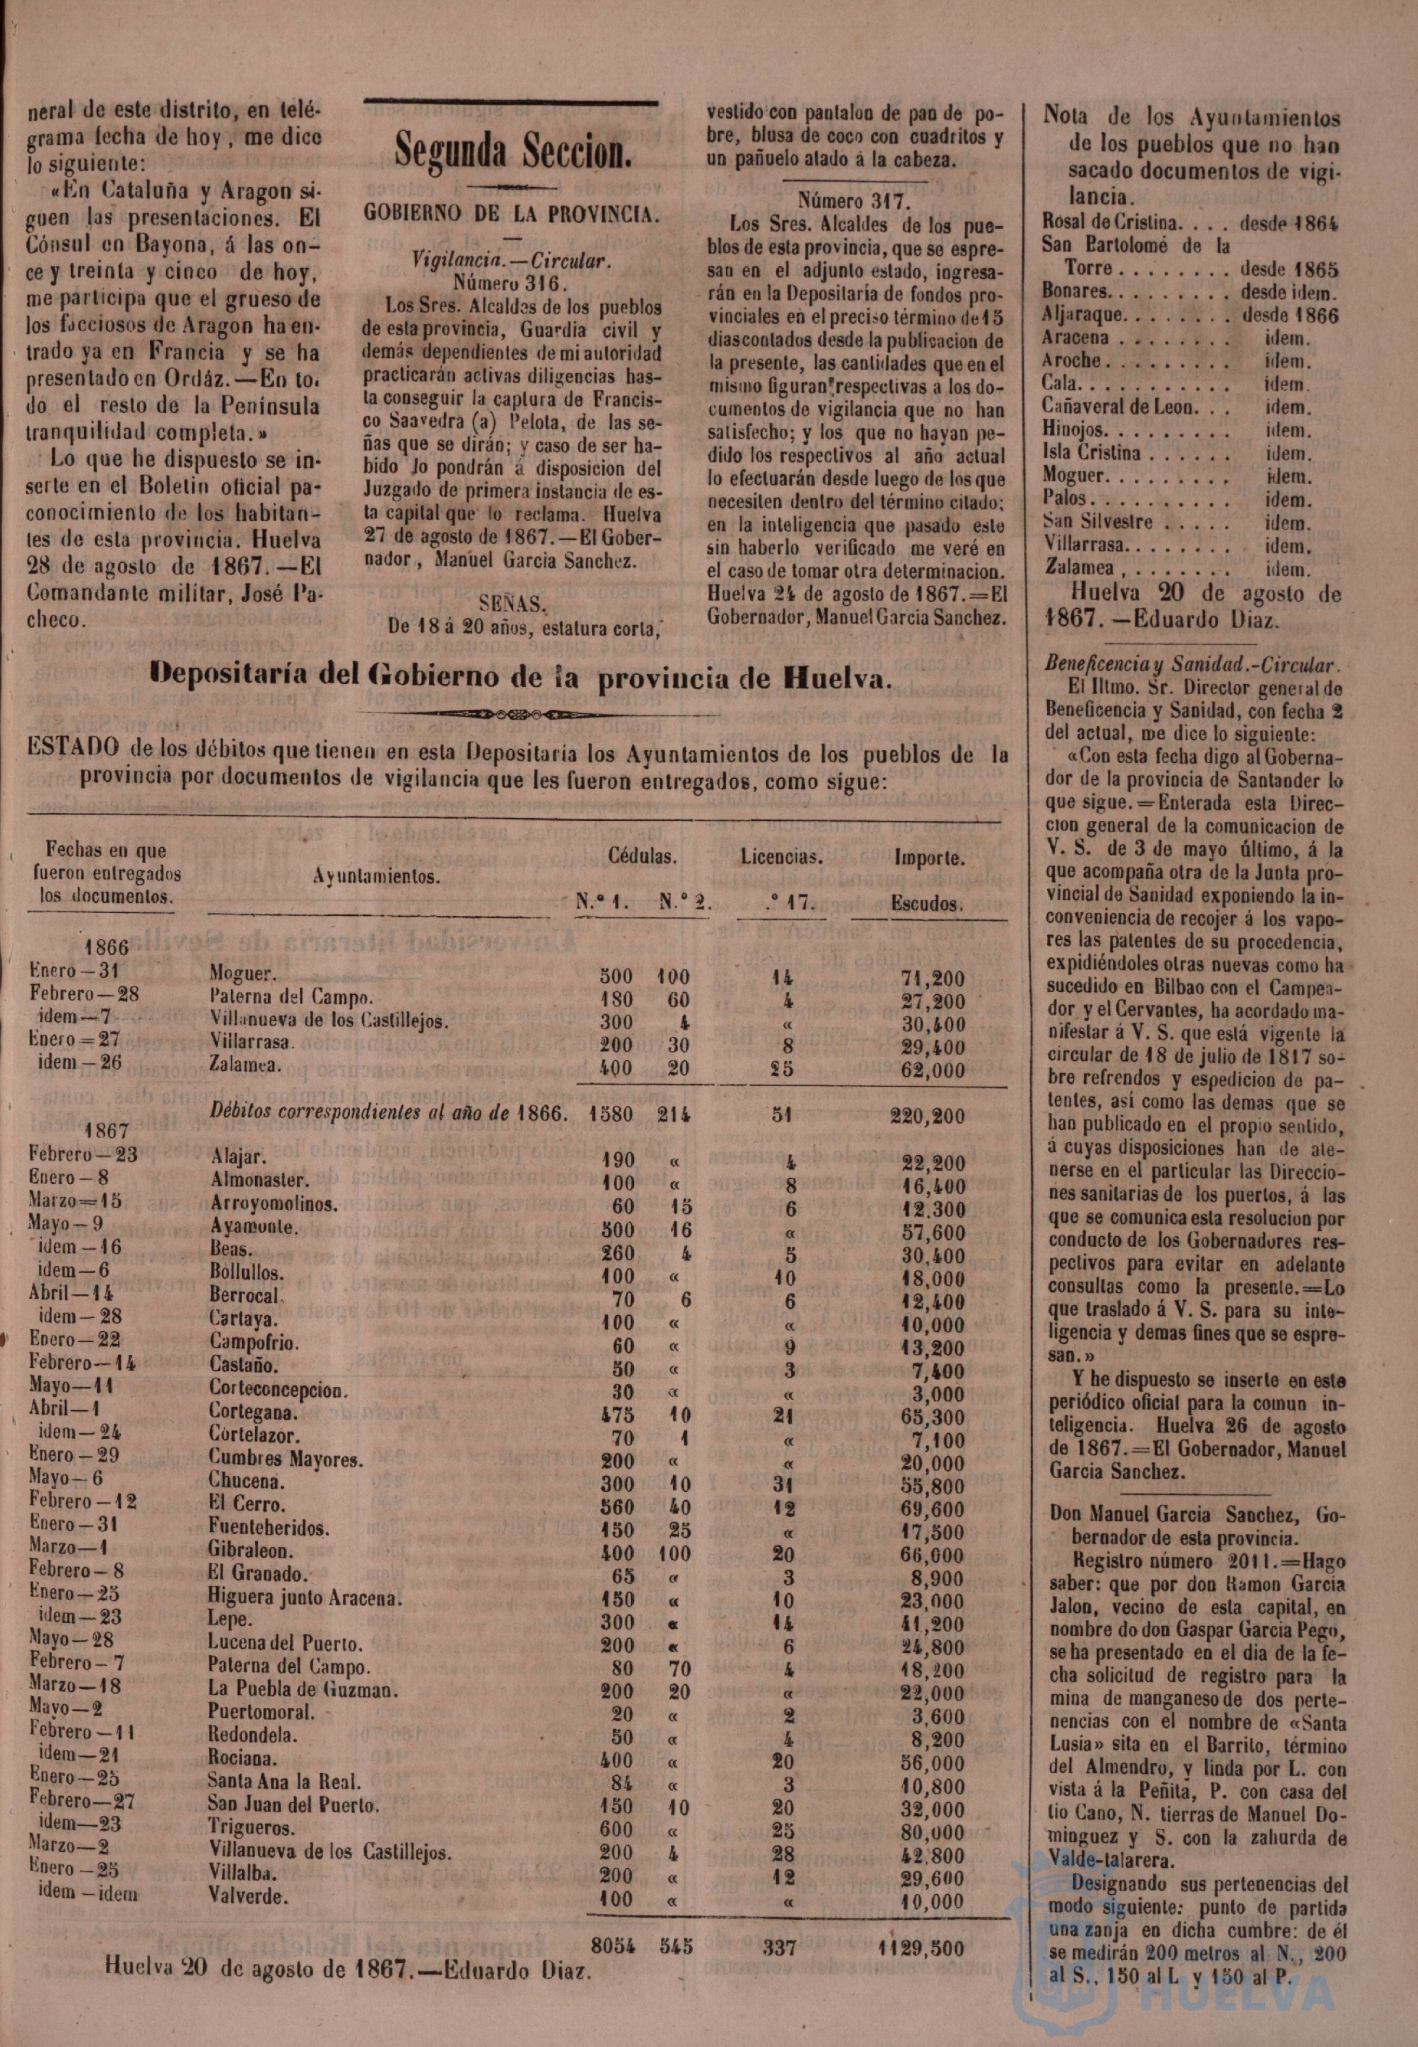 neral de este distrito, en telé-
grama fecha de hoy, me dice
lo siguiente:
«En Cataluña y Aragon si-
guen las presentaciones. El
Cónsul en Bayona, á las on-
ce y treinta y cinco de hoy,
me participa que el grueso de
los facciosos de Aragon ha en-
trado ya en Francia y se ha
presentado en Ordáz.—En to-
do el resto de la Península
tranquilidad completa.»
Lo que he dispuesto se in-
serte en el Boletin oficial pa-
conocimiento de los habitan-
tes de esta provincia. Huelva
28 de agosto de 1867.—El
Comandante militar, José Pa-
checo.
Segunda Seccion.
GOBIERNO DE LA PROVINCIA.
Vigilancia.—Circular.
Número 316.
Los Sres. Alcaldes de los pueblos
de esta provincia, Guardia civil y
demás dependientes de mi autoridad
practicarán activas diligencias has-
ta conseguir la captura de Francis-
co Saavedra (a) Pelota, de las se-
ñas que se dirán; y caso de ser ha-
bido lo pondrán á disposicion del
Juzgado de primera instancia de es-
ta capital que lo reclama. Huelva
27 de agosto de 1867.—El Gober-
nador, Manuel Garcia Sanchez.
SEÑAS.
De 18 á 20 años, estatura corta,
vestido con pantalon de pan de po-
bre, blusa de coco con cuadritos y
un pañuelo atado á la cabeza.
Número 317.
Los Sres. Alcaldes de los pue-
blos de esta provincia, que se espre-
san en el adjunto estado, ingresa-
rán en la Depositaría de fondos pro-
vinciales en el preciso término de 15
dias contados desde la publicacion de
la presente, las cantidades que en el
mismo figuran respectivas a los do-
cumentos de vigilancia que no han
satisfecho; y los que no hayan pe-
dido los respectivos al año actual
lo efectuarán desde luego de los que
necesiten dentro del término citado;
en la inteligencia que pasado este
sin haberlo verificado me veré en
el caso de tomar otra determinacion.
Huelva 24 de agosto de 1867.=El
Gobernador, Manuel Garcia Sanchez.
Depositaría del Gobierno de la provincia de Huelva.
ESTADO de los débitos que tienen en esta Depositaría los Ayuntamientos de los pueblos de la
provincia por documentos de vigilancia que les fueron entregados, como sigue:
Fechas en que
fueron entregados
los documentos.
Ayuntamientos.
Cédulas. Licencias. Importe.
N.º 1. N.º 2. .º 17. Escudos.
1866
Enero—31 Moguer. 500 100 14 71,200
Febrero—28 Paterna del Campo. 180 60 4 27,200
idem—7 Villanueva de los Castillejos. 300 4 « 30,400
Enero=27 Villarrasa. 200 30 8 29,400
idem—26 Zalamea. 400 20 25 62,000
Débitos correspondientes al año de 1866. 1580 214 51 220,200
1867
Febrero—23 Alajar. 190 « 4 22,200
Enero—8 Almonaster. 100 « 8 16,400
Marzo=15 Arroyomolinos. 60 15 6 12.300
Mayo—9 Ayamonte. 500 16 « 57,600
idem—16 Beas. 260 4 5 30,400
idem—6 Bollullos. 100 « 10 18,000
Abril—14 Berrocal. 70 6 6 12,400
idem—28 Cartaya. 100 « « 10,000
Enero—22 Campofrio. 60 « 9 13,200
Febrero—14 Castaño. 50 « 3 7,400
Mayo—11 Corteconcepcion. 30 « « 3,000
Abril—1 Cortegana. 475 10 21 65,300
idem—24 Cortelazor. 70 1 « 7,100
Enero—29 Cumbres Mayores. 200 « « 20,000
Mayo—6 Chucena. 300 10 31 55,800
Febrero—12 El Cerro. 560 40 12 69,600
Enero—31 Fuenteheridos. 150 25 « 17,500
Marzo—1 Gibraleon. 400 100 20 66,000
Febrero—8 El Granado. 65 « 3 8,900
Enero—25 Higuera junto Aracena. 150 « 10 23,000
idem—23 Lepe. 300 « 14 41,200
Mayo—28 Lucena del Puerto. 200 « 6 24,800
Febrero—7 Paterna del Campo. 80 70 4 18,200
Marzo—18 La Puebla de Guzman. 200 20 « 22,000
Mayo—2 Puertomoral. 20 « 2 3,600
Febrero—11 Redondela. 50 « 4 8,200
idem—21 Rociana. 400 « 20 56,000
Enero—25 Santa Ana la Real. 84 « 3 10,800
Febrero—27 San Juan del Puerto. 150 10 20 32,000
idem—23 Trigueros. 600 « 25 80,000
Marzo—2 Villanueva de los Castillejos. 200 4 28 42,800
Enero—25 Villalba. 200 « 12 29,600
idem—idem Valverde. 100 « « 10,000
8054 545 337 1129,500
Huelva 20 de agosto de 1867.—Eduardo Diaz.
Nota de los Ayuntamientos
de los pueblos que no han
sacado documentos de vigi-
lancia.
Rosal de Cristina. . . . desde 1864
San Bartolomé de la
Torre . . . . . . . . desde 1865
Bonares. . . . . . . . . desde idem.
Aljaraque. . . . . . . . desde 1866
Aracena . . . . . . . . idem.
Aroche . . . . . . . . . idem.
Cala. . . . . . . . . . . idem.
Cañaveral de Leon. . . idem.
Hinojos. . . . . . . . . idem.
Isla Cristina . . . . . . idem.
Moguer. . . . . . . . . idem.
Palos. . . . . . . . . . idem.
San Silvestre . . . . . idem.
Villarrasa. . . . . . . . idem.
Zalamea , . . . . . . . idem.
Huelva 20 de agosto de
1867.—Eduardo Diaz.
Beneficencia y Sanidad.-Circular.
El Iltmo. Sr. Director general de
Beneficencia y Sanidad, con fecha 2
del actual, me dice lo siguiente:
«Con esta fecha digo al Goberna-
dor de la provincia de Santander lo
que sigue.=Enterada esta Direc-
cion general de la comunicacion de
V. S. de 3 de mayo último, á la
que acompaña otra de la Junta pro-
vincial de Sanidad exponiendo la in-
conveniencia de recojer á los vapo-
res las patentes de su procedencia,
expidiéndoles otras nuevas como ha
sucedido en Bilbao con el Campea-
dor y el Cervantes, ha acordado ma-
nifestar á V. S. que está vigente la
circular de 18 de julio de 1817 so-
bre refrendos y espedicion de pa-
tentes, así como las demas que se
han publicado en el propio sentido,
á cuyas disposiciones han de ate-
nerse en el particular las Direccio-
nes sanitarias de los puertos, á las
que se comunica esta resolucion por
conducto de los Gobernadores res-
pectivos para evitar en adelante
consultas como la presente.=Lo
que traslado á V. S. para su inte-
ligencia y demas fines que se espre-
san.»
Y he dispuesto se inserte en este
periódico oficial para la comun in-
teligencia. Huelva 26 de agosto
de 1867.=El Gobernador, Manuel
Garcia Sanchez.
Don Manuel Garcia Sanchez, Go-
bernador de esta provincia.
Registro número 2011.=Hago
saber: que por don Ramon Garcia
Jalon, vecino de esta capital, en
nombre do don Gaspar Garcia Pego,
se ha presentado en el dia de la fe-
cha solicitud de registro para la
mina de manganeso de dos perte-
nencias con el nombre de «Santa
Lusia» sita en el Barrito, término
del Almendro, y linda por L. con
vista á la Peñita, P. con casa del
tio Cano, N. tierras de Manuel Do-
minguez y S. con la zahurda de
Valde-talarera.
Designando sus pertenencias del
modo siguiente: punto de partida
una zanja en dicha cumbre: de él
se medirán 200 metros al N., 200
al S., 150 al L y 150 al P.
HUELVA